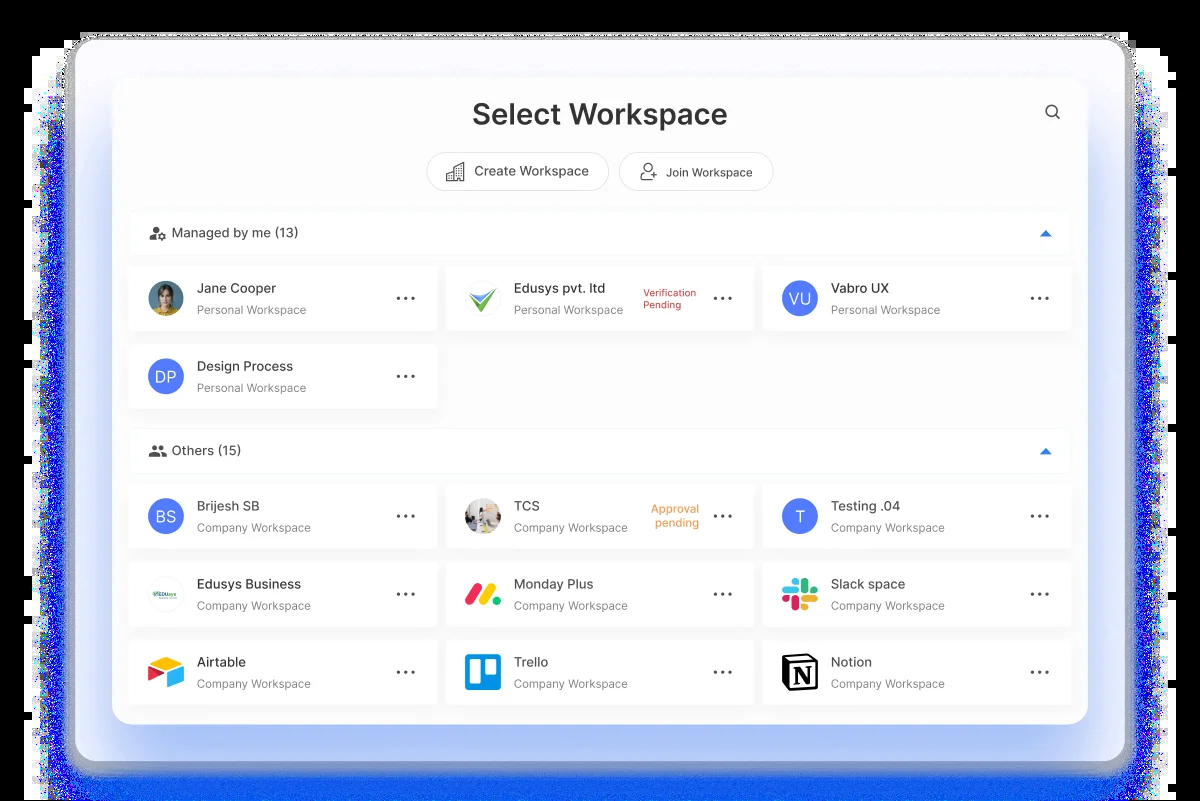 Select Workspace
Create Workspace
Join Workspace
Managed by me (13)
Jane Cooper
Personal Workspace
Edusys pvt. ltd
Personal Workspace
Verification
Pending
VU
Vabro UX
Personal Workspace
DP
Design Process
Personal Workspace
Others (15)
BS
Brijesh SB
Company Workspace
TCS
Company Workspace
Approval
pending
T
Testing .04
Company Workspace
EDUsys
Edusys Business
Company Workspace
Monday Plus
Company Workspace
Slack space
Company Workspace
Airtable
Company Workspace
Trello
Company Workspace
N
Notion
Company Workspace